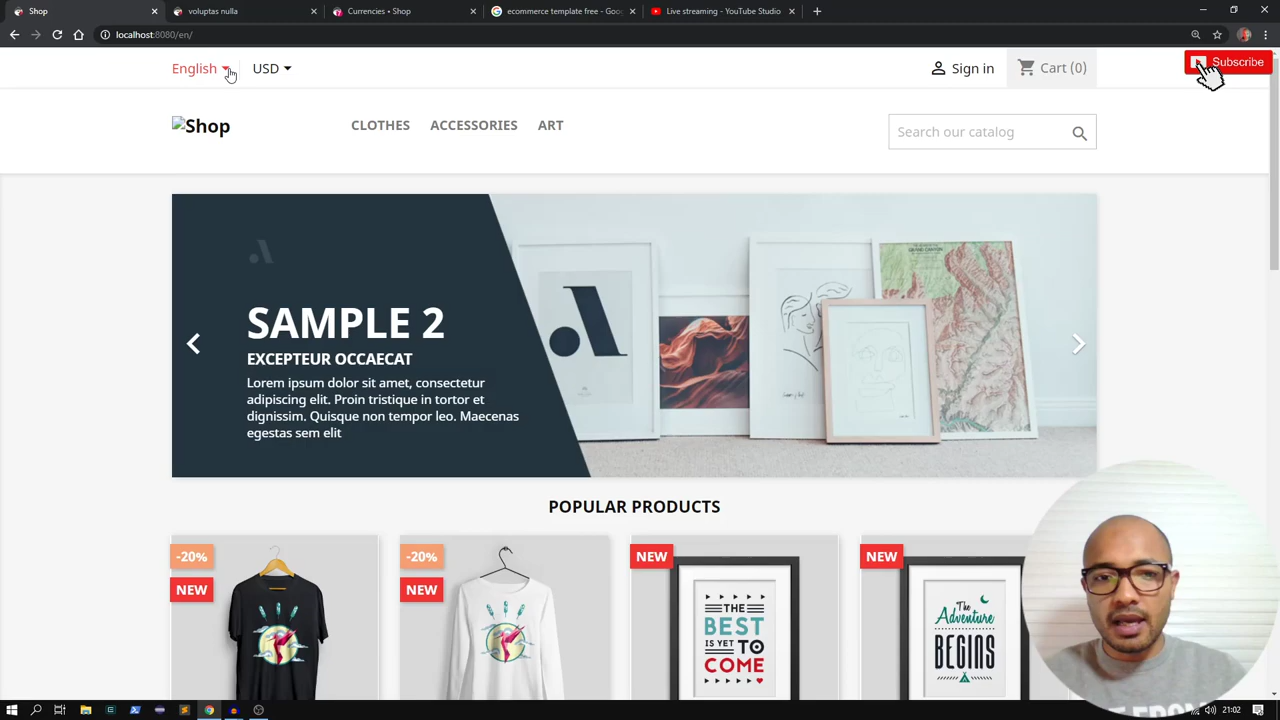 Shop
voluptas nulla
Currencies • Shop
ecommerce template free - Goo
Live streaming - YouTube Studio
localhost:8080/en/
English
USD
Sign in
Cart (0)
Subscribe
Shop
CLOTHES
ACCESSORIES
ART
Search our catalog
SAMPLE 2
EXCEPTEUR OCCAECAT
Lorem ipsum dolor sit amet, consectetur
adipiscing elit. Proin tristique in tortor et
dignissim. Quisque non tempor leo. Maecenas
egestas sem elit
POPULAR PRODUCTS
-20%
NEW
-20%
NEW
NEW
THE
BEST
IS YET TO
COME
NEW
The
Adventure
BEGINS
21:02